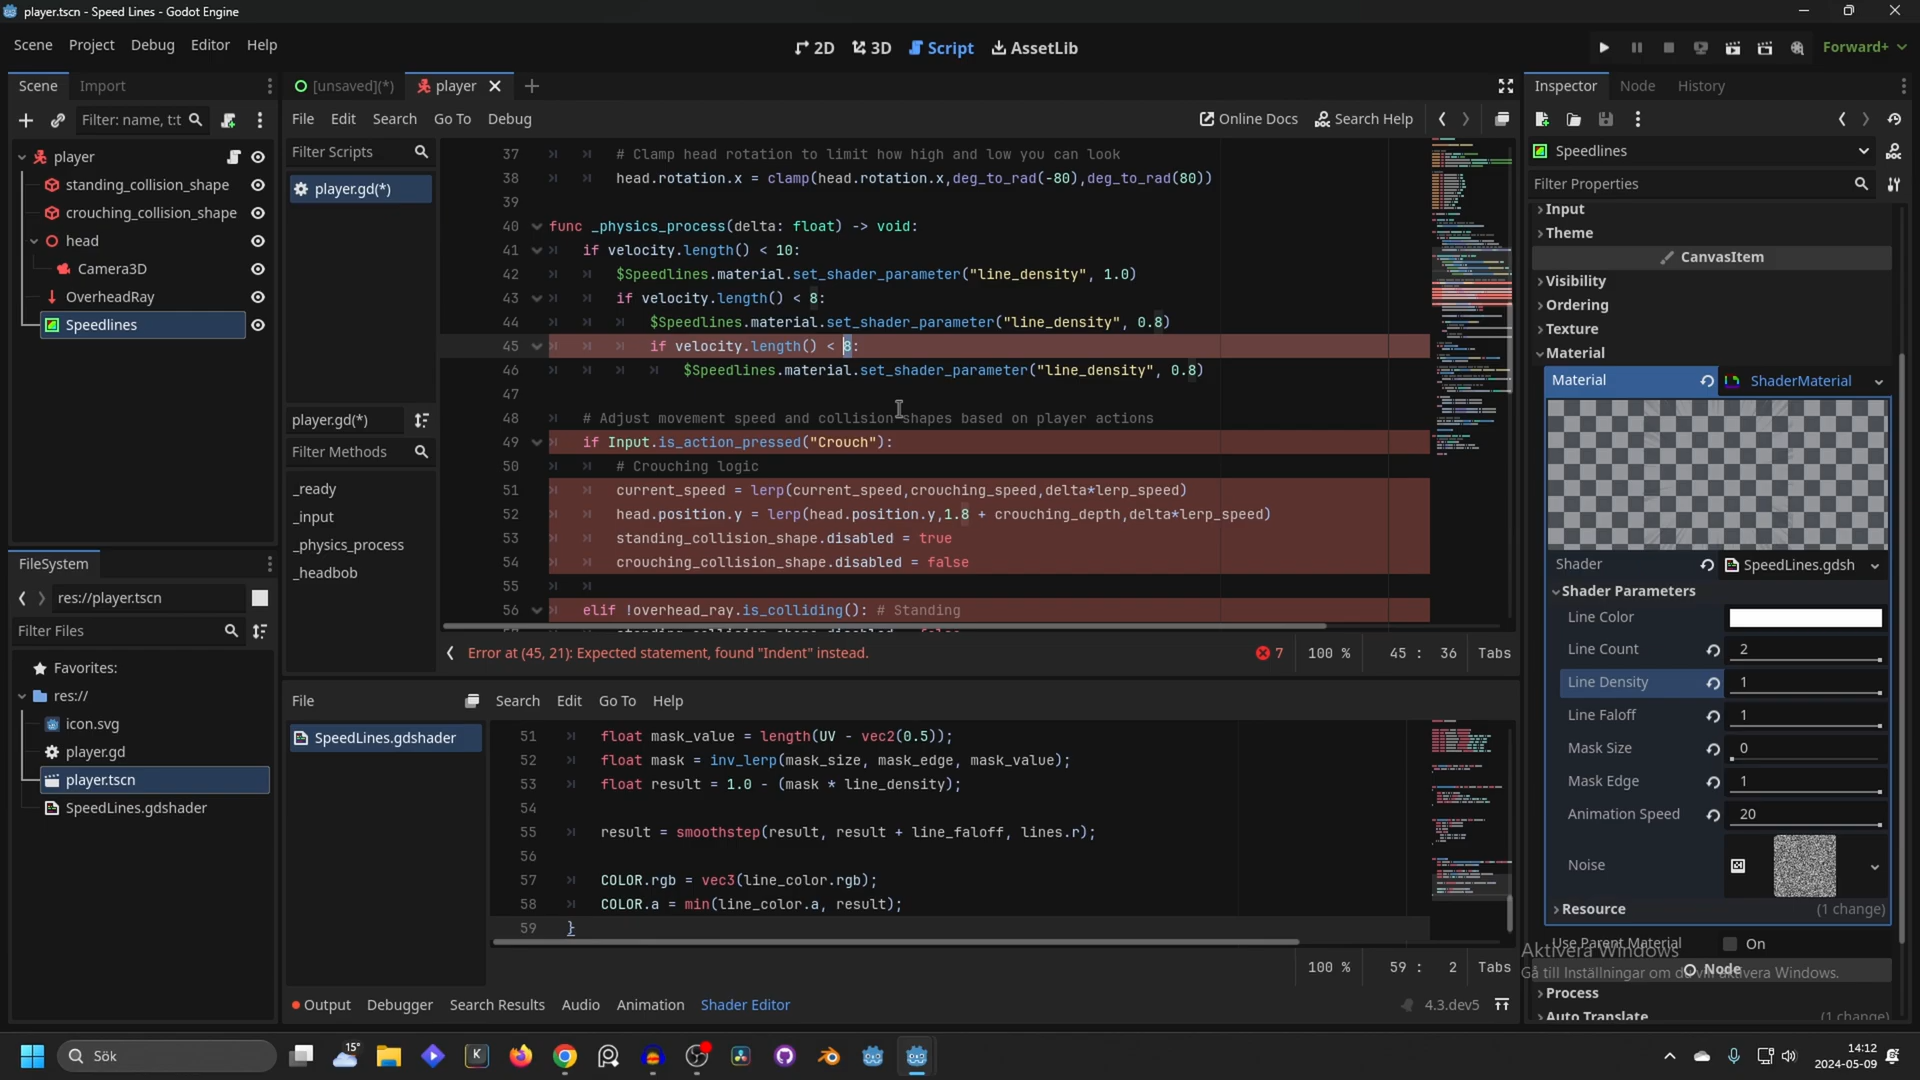 player.tscn - Speed Lines - Godot Engine
Scene Project Debug Editor Help
2D 3D Script AssetLib
Forward+
Scene Import
Filter: name, t:t
player
standing_collision_shape
crouching_collision_shape
head
Camera3D
OverheadRay
Speedlines
FileSystem
res://player.tscn
Filter Files
Favorites:
res://
icon.svg
player.gd
player.tscn
SpeedLines.gdshader
[unsaved](*) player
File Edit Search Go To Debug
Online Docs Search Help
Filter Scripts
player.gd(*)
player.gd(*)
Filter Methods
_ready
_input
_physics_process
_headbob
37 # Clamp head rotation to limit how high and low you can look
38 head.rotation.x = clamp(head.rotation.x,deg_to_rad(-80),deg_to_rad(80))
39
40 func _physics_process(delta: float) -> void:
41 if velocity.length() < 10:
42 $Speedlines.material.set_shader_parameter("line_density", 1.0)
43 if velocity.length() < 8:
44 $Speedlines.material.set_shader_parameter("line_density", 0.8)
45 if velocity.length() < 8:
46 $Speedlines.material.set_shader_parameter("line_density", 0.8)
47
48 # Adjust movement speed and collision shapes based on player actions
49 if Input.is_action_pressed("Crouch"):
50 # Crouching logic
51 current_speed = lerp(current_speed,crouching_speed,delta*lerp_speed)
52 head.position.y = lerp(head.position.y,1.8 + crouching_depth,delta*lerp_speed)
53 standing_collision_shape.disabled = true
54 crouching_collision_shape.disabled = false
55
56 elif !overhead_ray.is_colliding(): # Standing
Error at (45, 21): Expected statement, found "Indent" instead.
7 100 % 45 : 36 Tabs
File Search Edit Go To Help
SpeedLines.gdshader
51 float mask_value = length(UV - vec2(0.5));
52 float mask = inv_lerp(mask_size, mask_edge, mask_value);
53 float result = 1.0 - (mask * line_density);
54
55 result = smoothstep(result, result + line_faloff, lines.r);
56
57 COLOR.rgb = vec3(line_color.rgb);
58 COLOR.a = min(line_color.a, result);
59 }
100 % 59 : 2 Tabs
Output Debugger Search Results Audio Animation Shader Editor
4.3.dev5
Inspector Node History
Speedlines
Filter Properties
Input
Theme
CanvasItem
Visibility
Ordering
Texture
Material
Material ShaderMaterial
Shader SpeedLines.gdsh
Shader Parameters
Line Color
Line Count 2
Line Density 1
Line Faloff 1
Mask Size 0
Mask Edge 1
Animation Speed 20
Noise
Resource (1 change)
Use Parent Material On
Aktivera Windows
Node
Process
Auto Translate (1 change)
Sök
15°
14:12
2024-05-09